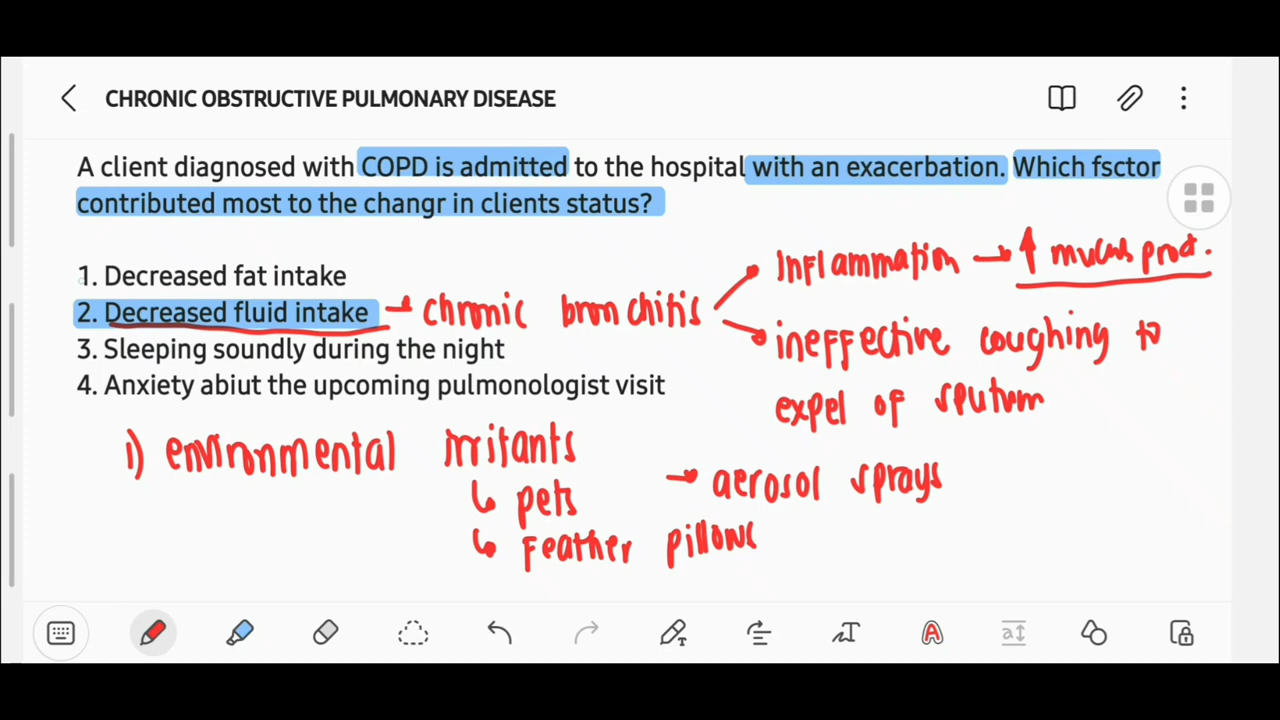 CHRONIC OBSTRUCTIVE PULMONARY DISEASE
A client diagnosed with COPD is admitted to the hospital with an exacerbation. Which fsctor
contributed most to the changr in clients status?
1. Decreased fat intake
2. Decreased fluid intake → chronic bronchitis
Inflammation → ↑ mucus prod.
ineffective coughing to
expel of sputum
3. Sleeping soundly during the night
4. Anxiety abiut the upcoming pulmonologist visit
1) environmental irritants
↳ pets
→ aerosol sprays
↳ Feather pillows